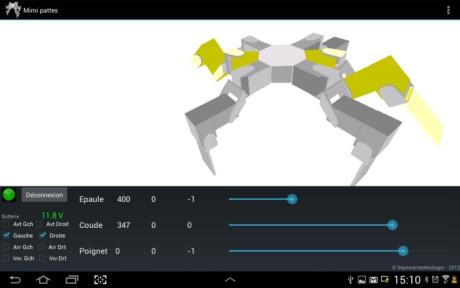 Mimi pattes
Déconnexion
Batterie 11.8 V
Avt Gch Avt Droit
Gauche Droite
Arr Gch Arr Drt
Inv. Gch Inv. Drt
Epaule 400 0 -1
Coude 347 0 0
Poignet 0 0 -1
© Vaymont technologie - 2012
15:10